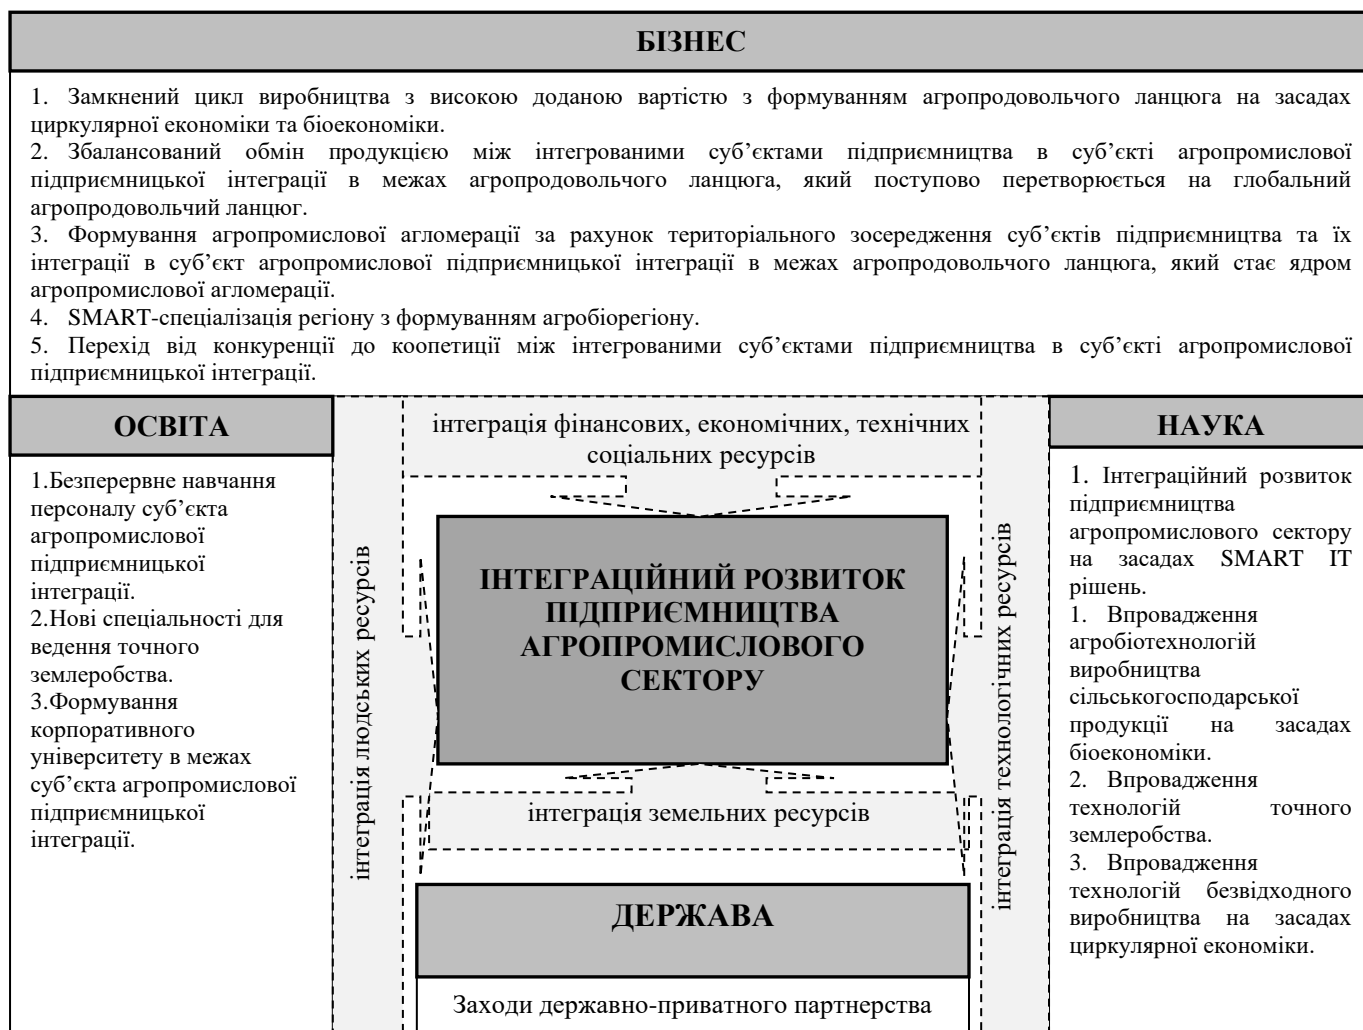 БІЗНЕС
1. Замкнений цикл виробництва з високою доданою вартістю з формуванням агропродовольчого ланцюга на засадах
циркулярної економіки та біоекономіки.
2. Збалансований обмін продукцією між інтегрованими суб’єктами підприємництва в суб’єкті агропромислової
підприємницької інтеграції в межах агропродовольчого ланцюга, який поступово перетворюється на глобальний
агропродовольчий ланцюг.
3. Формування агропромислової агломерації за рахунок територіального зосередження суб’єктів підприємництва та їх
інтеграції в суб’єкт агропромислової підприємницької інтеграції в межах агропродовольчого ланцюга, який стає ядром
агропромислової агломерації.
4. SMART-спеціалізація регіону з формуванням агробіорегіону.
5. Перехід від конкуренції до коопетиції між інтегрованими суб’єктами підприємництва в суб’єкті агропромислової
підприємницької інтеграції.
ОСВІТА
1.Безперервне навчання
персоналу суб’єкта
агропромислової
підприємницької
інтеграції.
2.Нові спеціальності для
ведення точного
землеробства.
3.Формування
корпоративного
університету в межах
суб’єкта агропромислової
підприємницької
інтеграції.
інтеграція людських ресурсів
інтеграція фінансових, економічних, технічних
соціальних ресурсів
ІНТЕГРАЦІЙНИЙ РОЗВИТОК
ПІДПРИЄМНИЦТВА
АГРОПРОМИСЛОВОГО
СЕКТОРУ
інтеграція земельних ресурсів
ДЕРЖАВА
Заходи державно-приватного партнерства
інтеграція технологічних ресурсів
НАУКА
1. Інтеграційний розвиток
підприємництва
агропромислового сектору
на засадах SMART IT
рішень.
1. Впровадження
агробіотехнологій
виробництва
сільськогосподарської
продукції на засадах
біоекономіки.
2. Впровадження
технологій точного
землеробства.
3. Впровадження
технологій безвідходного
виробництва на засадах
циркулярної економіки.